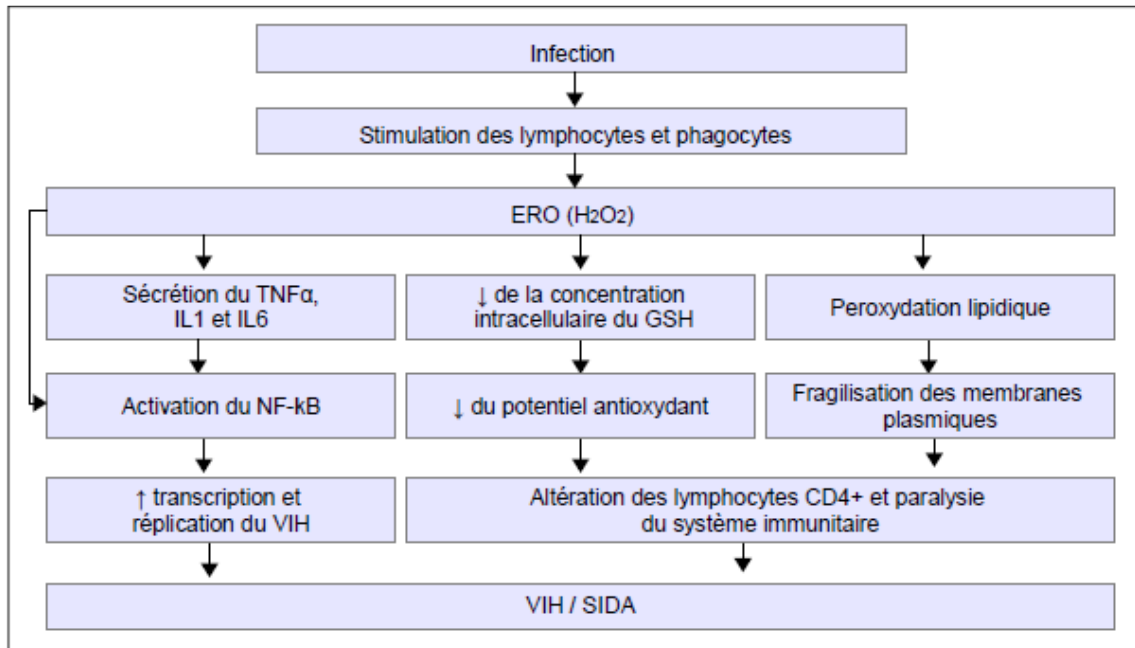 Infection
Stimulation des lymphocytes et phagocytes
ERO (H2O2)
Sécrétion du TNFα,
IL1 et IL6
↓ de la concentration
intracellulaire du GSH
Peroxydation lipidique
Activation du NF-kB
↓ du potentiel antioxydant
Fragilisation des membranes
plasmiques
↑ transcription et
réplication du VIH
Altération des lymphocytes CD4+ et paralysie
du système immunitaire
VIH / SIDA